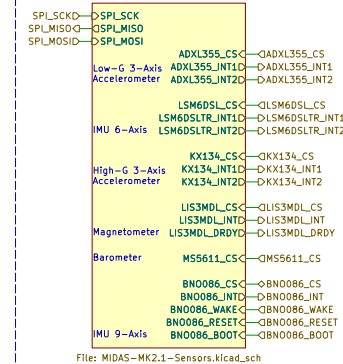 SPI_SCK SPI_SCK
SPI_MISO SPI_MISO
SPI_MOSI SPI_MOSI
ADXL355_CS ADXL355_CS
Low-G 3-Axis ADXL355_INT1 ADXL355_INT1
Accelerometer ADXL355_INT2 ADXL355_INT2
LSM6DSL_CS LSM6DSL_CS
LSM6DSLTR_INT1 LSM6DSLTR_INT1
IMU 6-Axis LSM6DSLTR_INT2 LSM6DSLTR_INT2
KX134_CS KX134_CS
High-G 3-Axis KX134_INT1 KX134_INT1
Accelerometer KX134_INT2 KX134_INT2
LIS3MDL_CS LIS3MDL_CS
LIS3MDL_INT LIS3MDL_INT
Magnetometer LIS3MDL_DRDY LIS3MDL_DRDY
Barometer MS5611_CS MS5611_CS
BNO086_CS BNO086_CS
BNO086_INT BNO086_INT
BNO086_WAKE BNO086_WAKE
BNO086_RESET BNO086_RESET
IMU 9-Axis BNO086_BOOT BNO086_BOOT
File: MIDAS-MK2.1-Sensors.kicad_sch